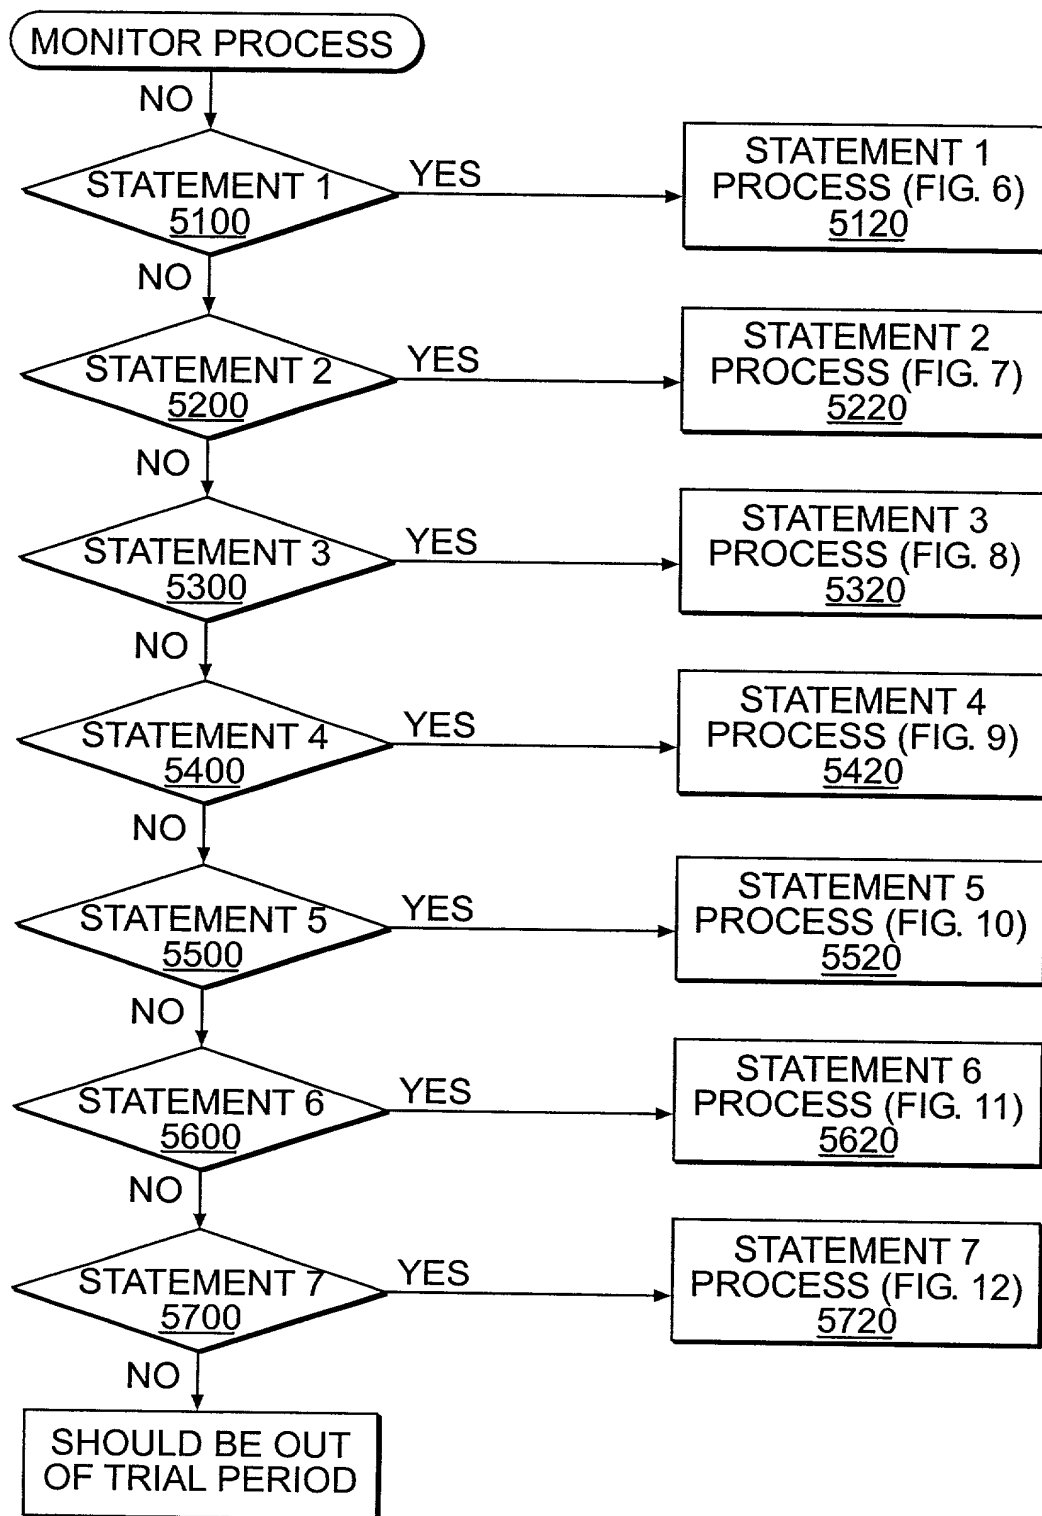 MONITOR PROCESS
NO
STATEMENT 1
5100
YES
STATEMENT 1
PROCESS (FIG. 6)
5120
NO
STATEMENT 2
5200
YES
STATEMENT 2
PROCESS (FIG. 7)
5220
NO
STATEMENT 3
5300
YES
STATEMENT 3
PROCESS (FIG. 8)
5320
NO
STATEMENT 4
5400
YES
STATEMENT 4
PROCESS (FIG. 9)
5420
NO
STATEMENT 5
5500
YES
STATEMENT 5
PROCESS (FIG. 10)
5520
NO
STATEMENT 6
5600
YES
STATEMENT 6
PROCESS (FIG. 11)
5620
NO
STATEMENT 7
5700
YES
STATEMENT 7
PROCESS (FIG. 12)
5720
NO
SHOULD BE OUT
OF TRIAL PERIOD